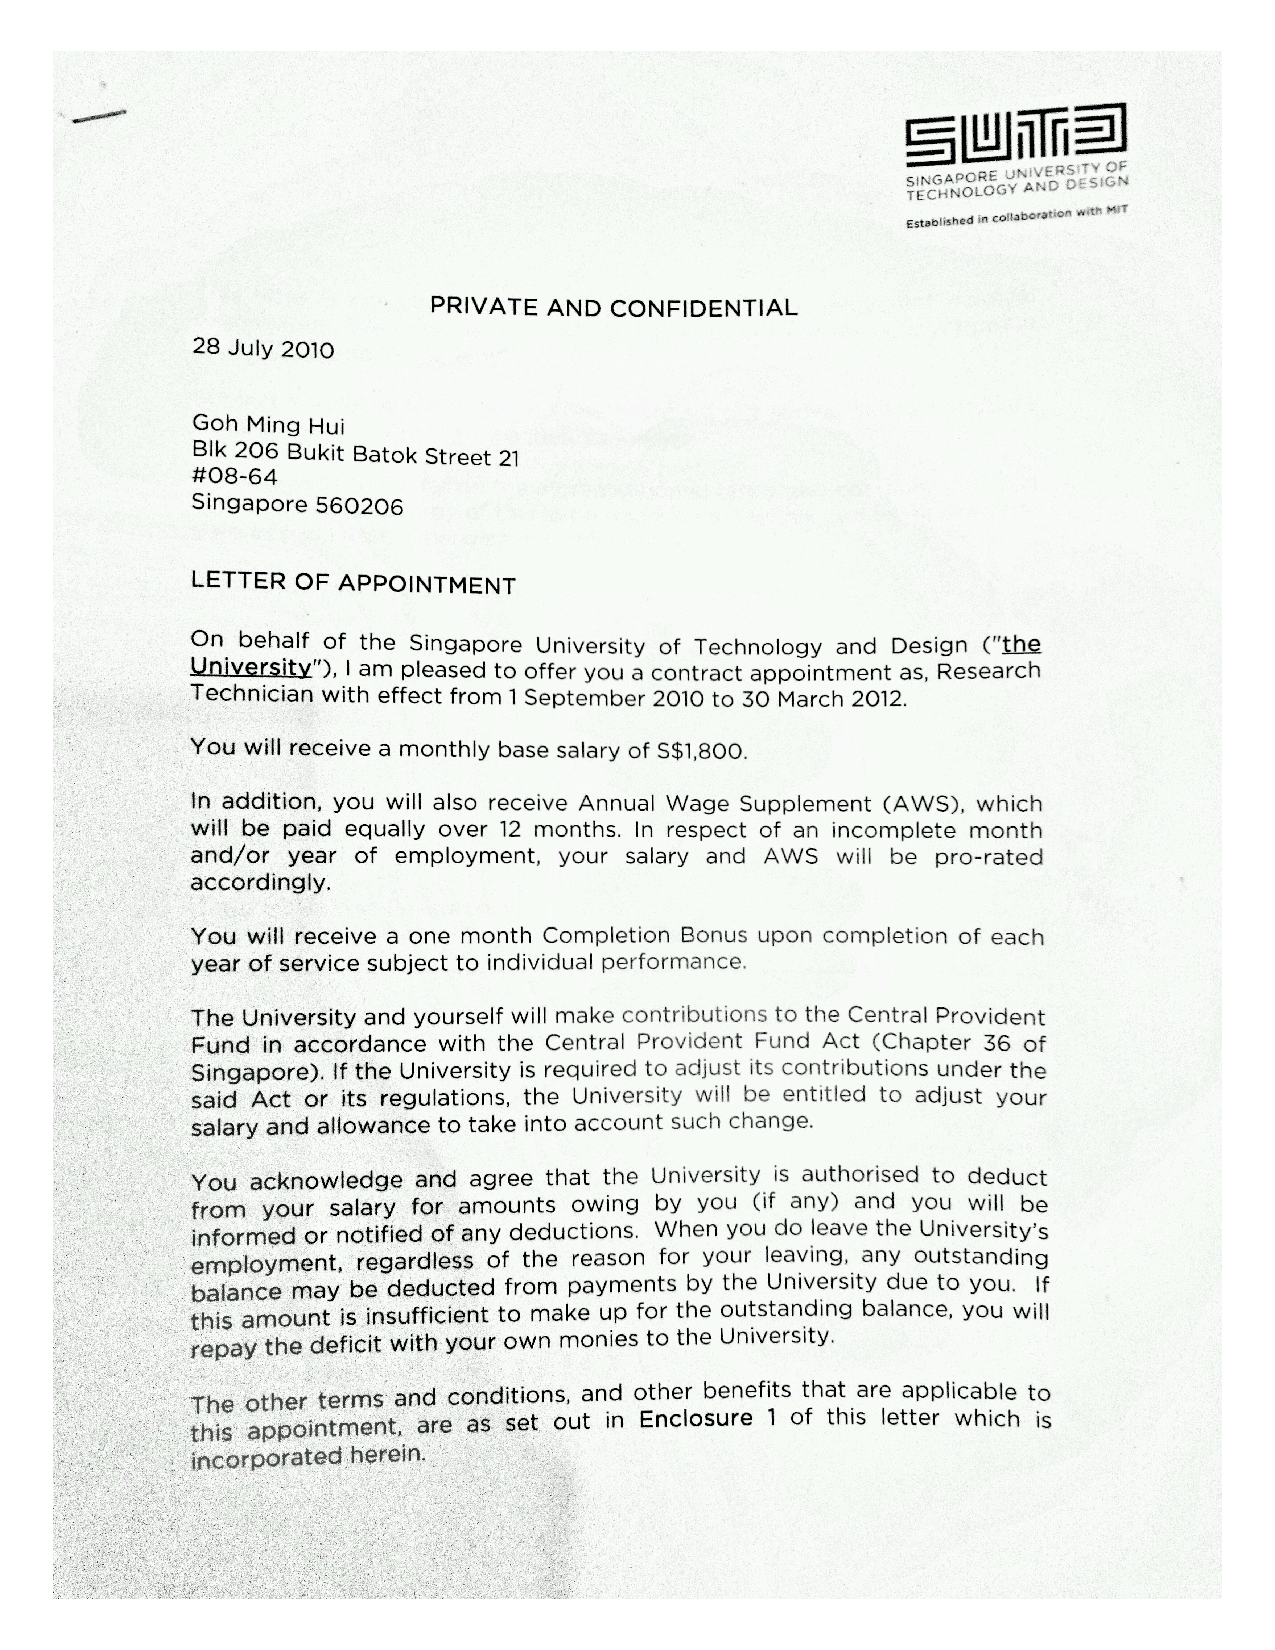 SUTD
SINGAPORE UNIVERSITY OF
TECHNOLOGY AND DESIGN
Established in collaboration with MIT
PRIVATE AND CONFIDENTIAL
28 July 2010
Goh Ming Hui
Blk 206 Bukit Batok Street 21
#08-64
Singapore 560206
LETTER OF APPOINTMENT
On behalf of the Singapore University of Technology and Design ("the
University"), I am pleased to offer you a contract appointment as, Research
Technician with effect from 1 September 2010 to 30 March 2012.
You will receive a monthly base salary of S$1,800.
In addition, you will also receive Annual Wage Supplement (AWS), which
will be paid equally over 12 months. In respect of an incomplete month
and/or year of employment, your salary and AWS will be pro-rated
accordingly.
You will receive a one month Completion Bonus upon completion of each
year of service subject to individual performance.
The University and yourself will make contributions to the Central Provident
Fund in accordance with the Central Provident Fund Act (Chapter 36 of
Singapore). If the University is required to adjust its contributions under the
said Act or its regulations, the University will be entitled to adjust your
salary and allowance to take into account such change.
You acknowledge and agree that the University is authorised to deduct
from your salary for amounts owing by you (if any) and you will be
informed or notified of any deductions. When you do leave the University's
employment, regardless of the reason for your leaving, any outstanding
balance may be deducted from payments by the University due to you. If
this amount is insufficient to make up for the outstanding balance, you will
repay the deficit with your own monies to the University.
The other terms and conditions, and other benefits that are applicable to
this appointment, are as set out in Enclosure 1 of this letter which is
incorporated herein.